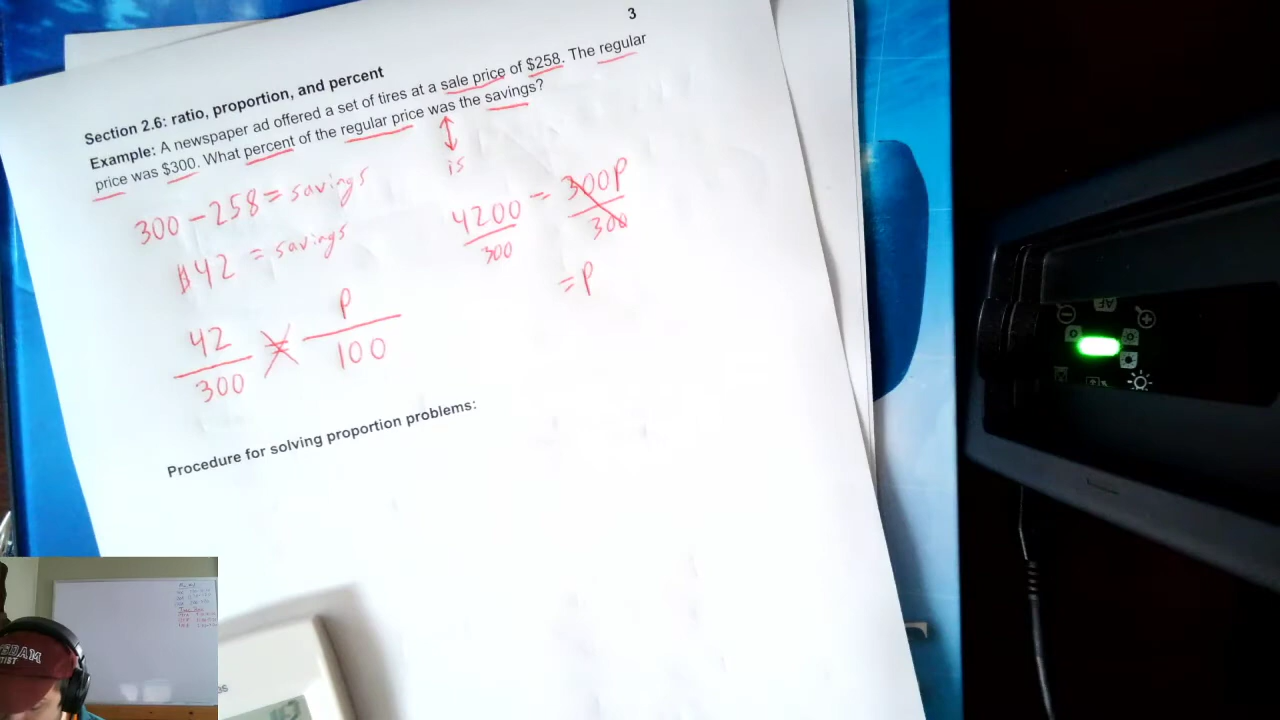 3
Section 2.6: ratio, proportion, and percent
Example: A newspaper ad offered a set of tires at a sale price of $258. The regular
price was $300. What percent of the regular price was the savings?
is
300 - 258 = savings
$42 = savings
42/300 = P/100
4200/300 = 300P/300
= P
Procedure for solving proportion problems:
AF